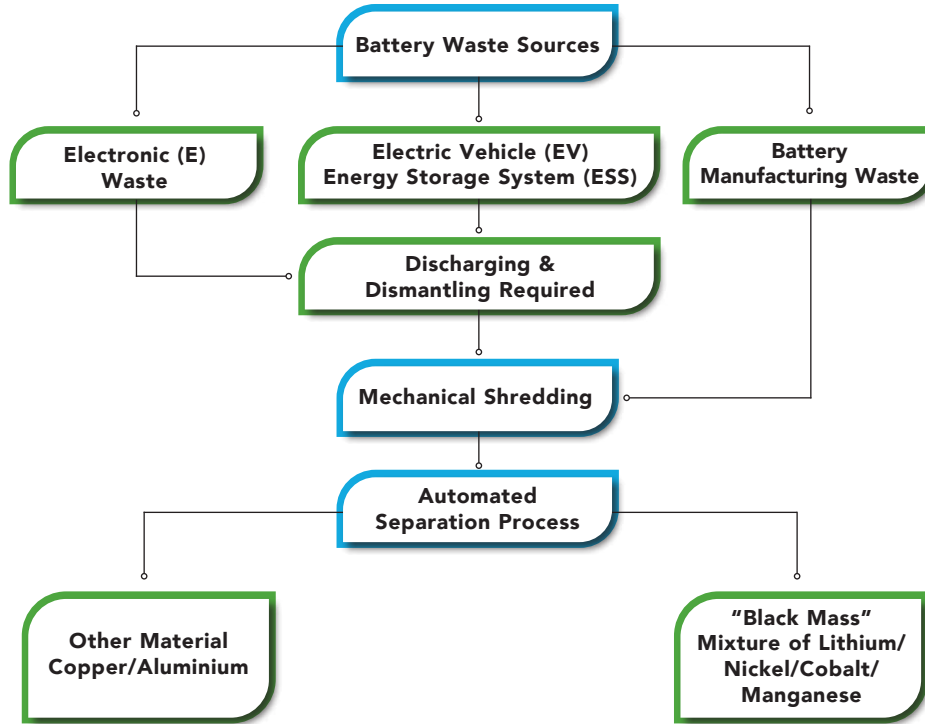 Battery Waste Sources
Electronic (E)
Waste
Electric Vehicle (EV)
Energy Storage System (ESS)
Battery
Manufacturing Waste
Discharging &
Dismantling Required
Mechanical Shredding
Automated
Separation Process
Other Material
Copper/Aluminium
“Black Mass”
Mixture of Lithium/
Nickel/Cobalt/
Manganese